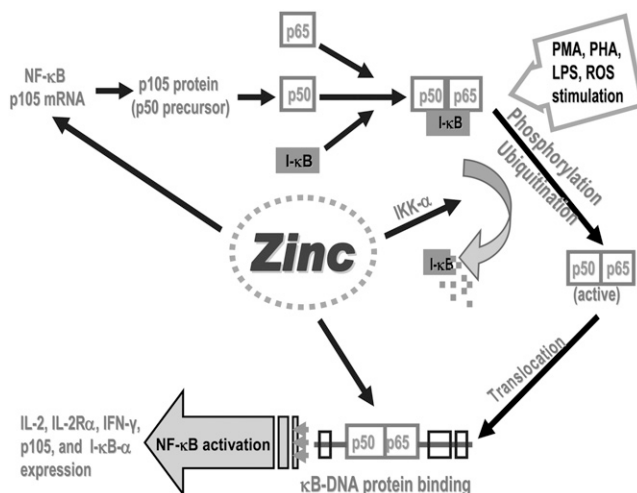 p65
NF-κB
p105 mRNA
p105 protein
(p50 precursor)
p50
I-κB
p50 p65
I-κB
PMA, PHA,
LPS, ROS
stimulation
Phosphorylation
Ubiquitination
Zinc
IKK-α
I-κB
p50 p65
(active)
Translocation
IL-2, IL-2Rα, IFN-γ,
p105, and I-κB-α
expression
NF-κB activation
p50 p65
κB-DNA protein binding